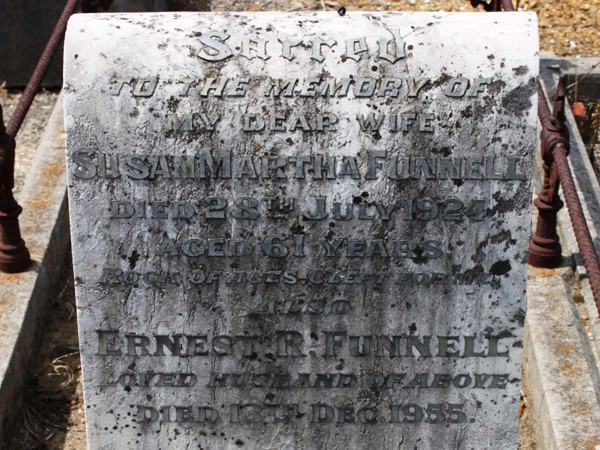 Sacred
TO THE MEMORY OF
MY DEAR WIFE
SUSAN MARTHA FUNNELL
DIED 28TH JULY 1924
AGED 61 YEARS.
ROCK OF AGES. CLEFT FOR ME.
ALSO
ERNEST R. FUNNELL
LOVED HUSBAND OF ABOVE
DIED 13TH DEC. 1955.